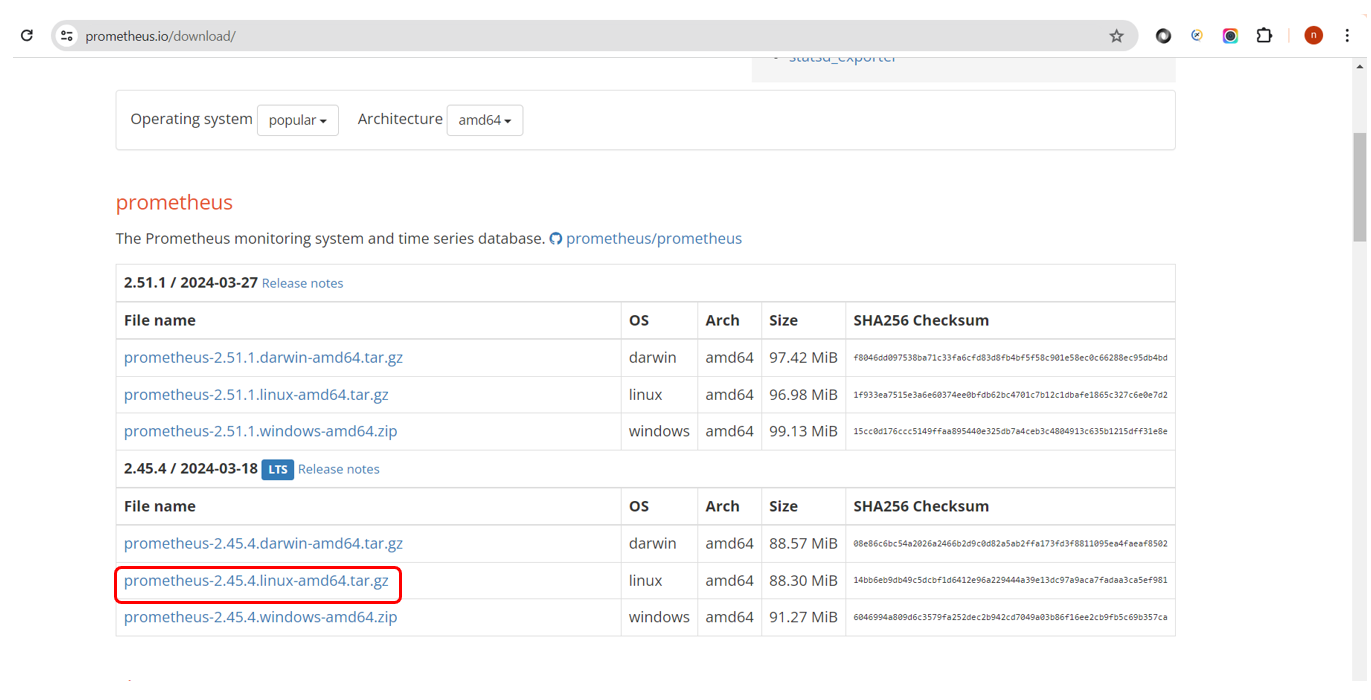 prometheus.io/download/
n
statsd_exporter
Operating system popular Architecture amd64
prometheus
The Prometheus monitoring system and time series database. prometheus/prometheus
2.51.1 / 2024-03-27 Release notes
File name OS Arch Size SHA256 Checksum
prometheus-2.51.1.darwin-amd64.tar.gz darwin amd64 97.42 MiB f8046dd097538ba71c33fa6cfd83d8fb4bf5f58c901e58ec0c66288ec95db4bd
prometheus-2.51.1.linux-amd64.tar.gz linux amd64 96.98 MiB 1f933ea7515e3a6e60374ee0bfdb62bc4701c7b12c1dbafe1865c327c6e0e7d2
prometheus-2.51.1.windows-amd64.zip windows amd64 99.13 MiB 15cc0d176ccc5149ffaa895440e325db7a4ceb3c4804913c635b1215dff31e8e
2.45.4 / 2024-03-18 LTS Release notes
File name OS Arch Size SHA256 Checksum
prometheus-2.45.4.darwin-amd64.tar.gz darwin amd64 88.57 MiB 08e86c6bc54a2026a2466b2d9c0d82a5ab2ffa173fd3f8811095ea4faeaf8502
prometheus-2.45.4.linux-amd64.tar.gz linux amd64 88.30 MiB 14bb6eb9db49c5dcbf1d6412e96a229444a39e13dc97a9aca7fadaa3ca5ef981
prometheus-2.45.4.windows-amd64.zip windows amd64 91.27 MiB 6046994a809d6c3579fa252dec2b942cd7049a03b86f16ee2cb9fb5c69b357ca